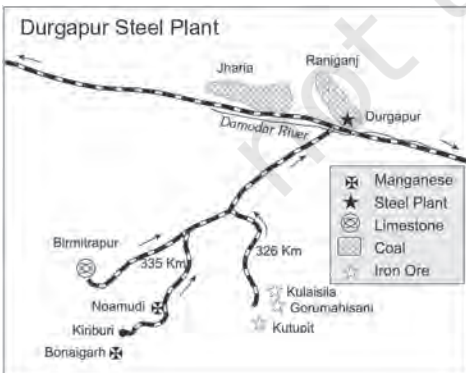 Durgapur Steel Plant
Jharia
Raniganj
Durgapur
Damodar River
Manganese
Steel Plant
Limestone
Coal
Iron Ore
Birmitrapur
335 Km
326 Km
Noamudi
Kulaisila
Gorumahisani
Kiriburi
Kutupit
Bonaigarh
not